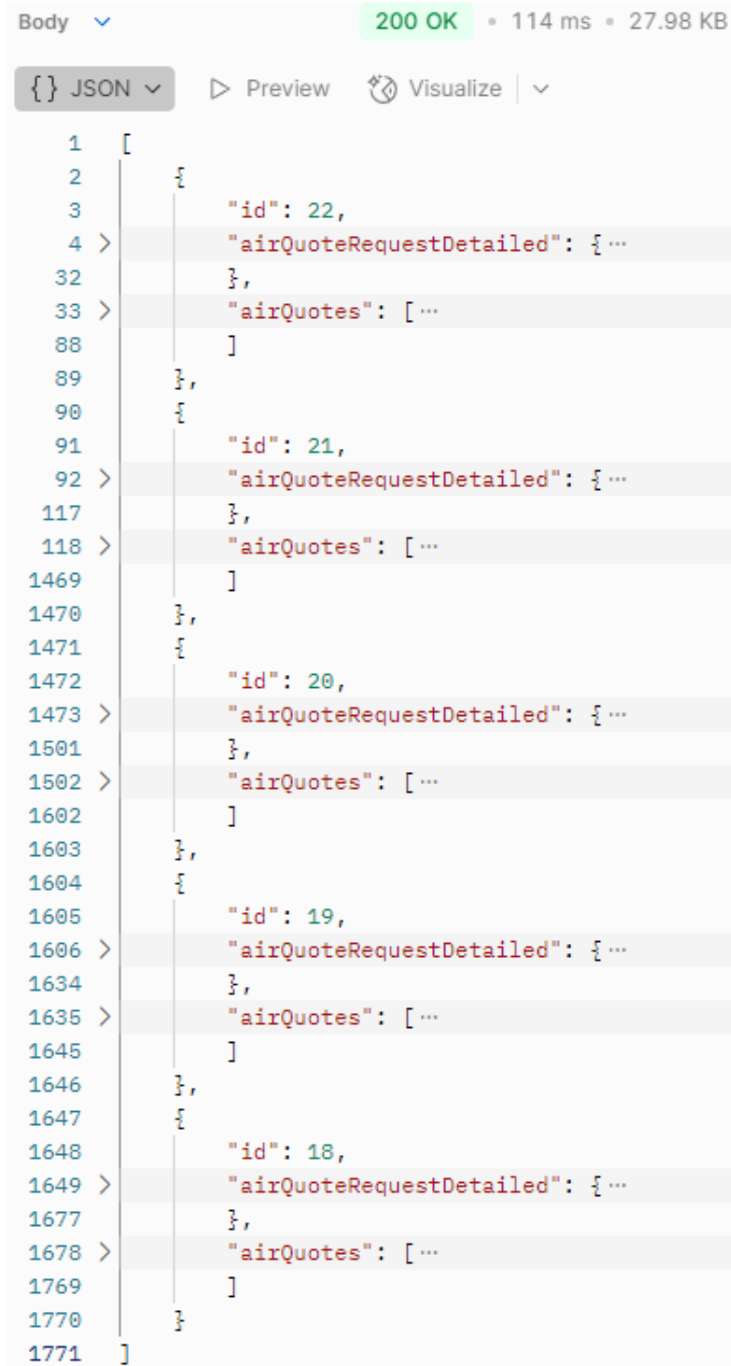 Body 200 OK • 114 ms • 27.98 KB
{} JSON Preview Visualize
1 [
2 {
3 "id": 22,
4 > "airQuoteRequestDetailed": {…
32 },
33 > "airQuotes": […
88 ]
89 },
90 {
91 "id": 21,
92 > "airQuoteRequestDetailed": {…
117 },
118 > "airQuotes": […
1469 ]
1470 },
1471 {
1472 "id": 20,
1473 > "airQuoteRequestDetailed": {…
1501 },
1502 > "airQuotes": […
1602 ]
1603 },
1604 {
1605 "id": 19,
1606 > "airQuoteRequestDetailed": {…
1634 },
1635 > "airQuotes": […
1645 ]
1646 },
1647 {
1648 "id": 18,
1649 > "airQuoteRequestDetailed": {…
1677 },
1678 > "airQuotes": […
1769 ]
1770 }
1771 ]